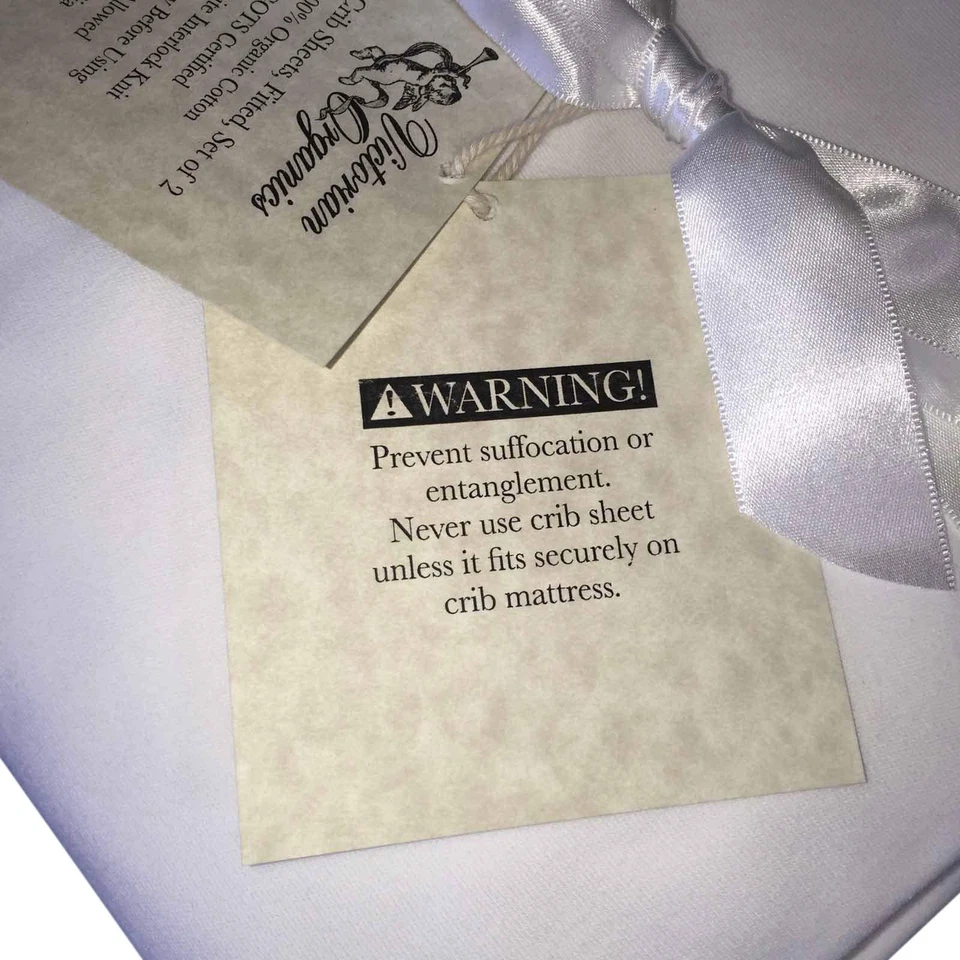 Victorian
Organics
Crib Sheets, Fitted, Set of 2
100% Organic Cotton
Certified
Interlock Knit
Before Using
Allowed
⚠WARNING!
Prevent suffocation or
entanglement.
Never use crib sheet
unless it fits securely on
crib mattress.